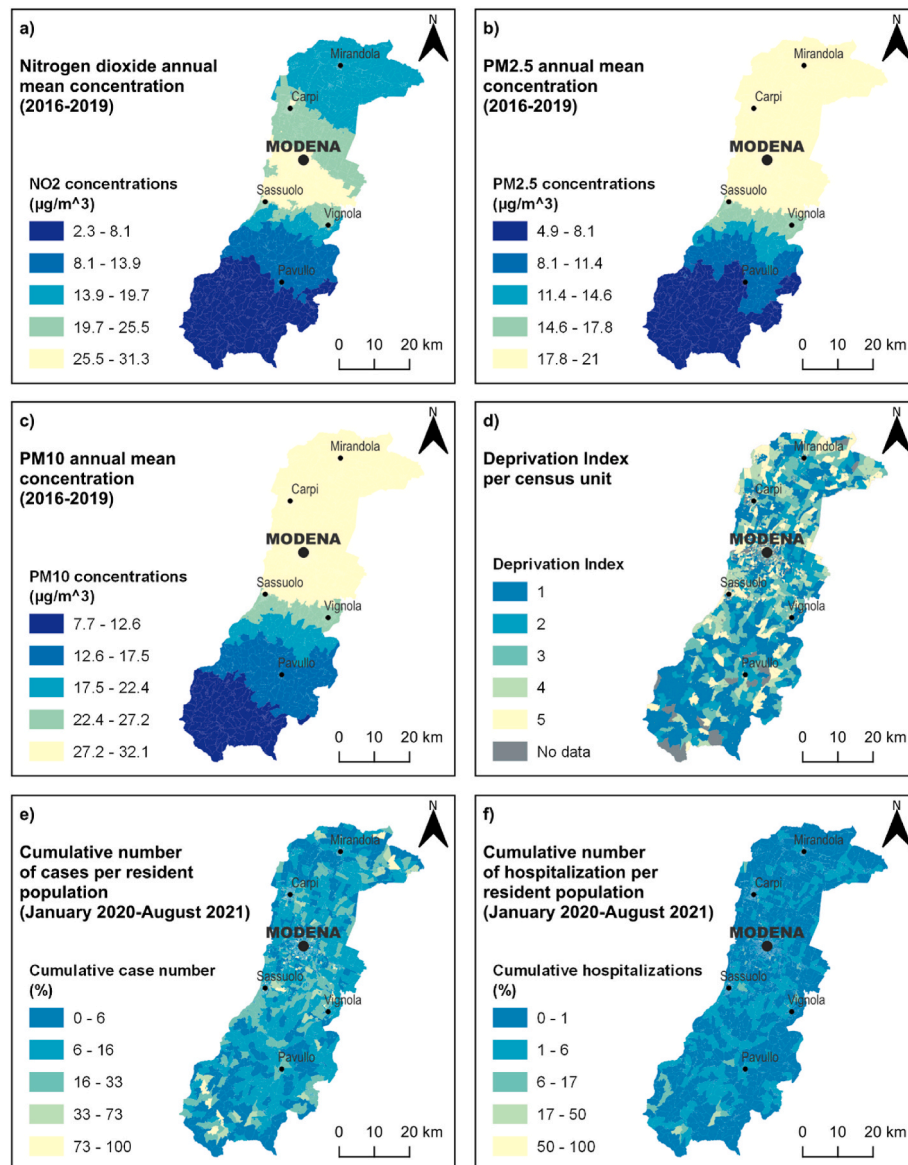 a)
N
Nitrogen dioxide annual
mean concentration
(2016-2019)
Mirandola
Carpi
MODENA
Sassuolo
Vignola
Pavullo
NO2 concentrations
(µg/m^3)
2.3 - 8.1
8.1 - 13.9
13.9 - 19.7
19.7 - 25.5
25.5 - 31.3
0 10 20 km
b)
N
PM2.5 annual mean
concentration
(2016-2019)
Mirandola
Carpi
MODENA
Sassuolo
Vignola
Pavullo
PM2.5 concentrations
(µg/m^3)
4.9 - 8.1
8.1 - 11.4
11.4 - 14.6
14.6 - 17.8
17.8 - 21
0 10 20 km
c)
N
PM10 annual mean
concentration
(2016-2019)
Mirandola
Carpi
MODENA
Sassuolo
Vignola
Pavullo
PM10 concentrations
(µg/m^3)
7.7 - 12.6
12.6 - 17.5
17.5 - 22.4
22.4 - 27.2
27.2 - 32.1
0 10 20 km
d)
N
Deprivation Index
per census unit
Mirandola
Carpi
MODENA
Sassuolo
Vignola
Pavullo
Deprivation Index
1
2
3
4
5
No data
0 10 20 km
e)
N
Cumulative number
of cases per resident
population
(January 2020-August 2021)
Mirandola
Carpi
MODENA
Sassuolo
Vignola
Pavullo
Cumulative case number
(%)
0 - 6
6 - 16
16 - 33
33 - 73
73 - 100
0 10 20 km
f)
N
Cumulative number
of hospitalization per
resident population
(January 2020-August 2021)
Mirandola
Carpi
MODENA
Sassuolo
Vignola
Pavullo
Cumulative hospitalizations
(%)
0 - 1
1 - 6
6 - 17
17 - 50
50 - 100
0 10 20 km